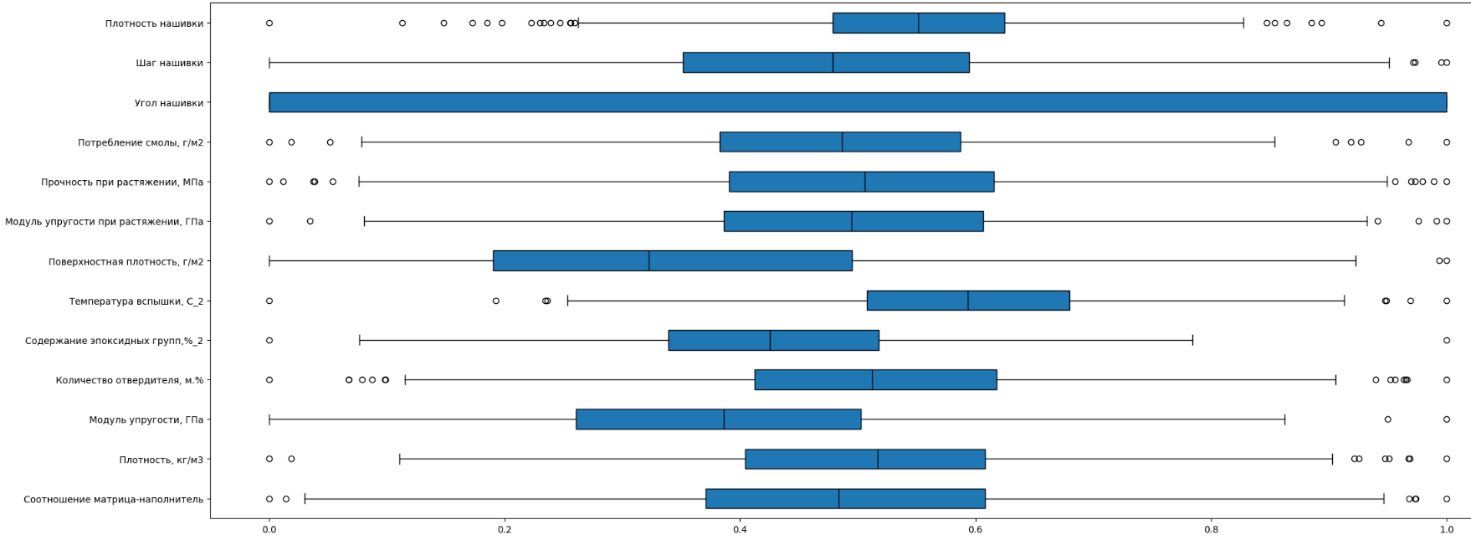 Плотность нашивки
Шаг нашивки
Угол нашивки
Потребление смолы, г/м2
Прочность при растяжении, МПа
Модуль упругости при растяжении, ГПа
Поверхностная плотность, г/м2
Температура вспышки, С_2
Содержание эпоксидных групп,%_2
Количество отвердителя, м.%
Модуль упругости, ГПа
Плотность, кг/м3
Соотношение матрица-наполнитель
0.0 0.2 0.4 0.6 0.8 1.0